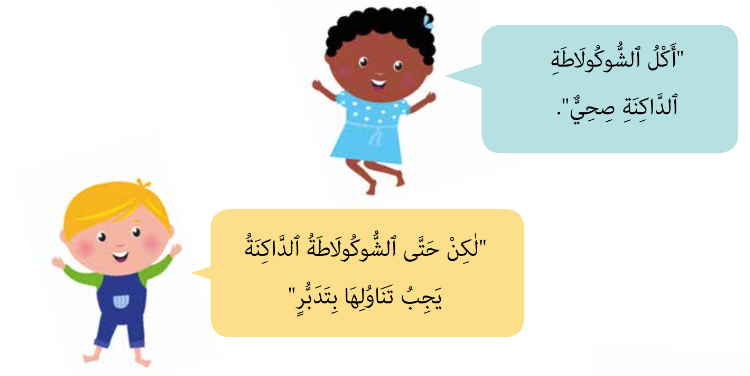 "أَكْلُ ٱلشُّوكُولَاطَةِ
ٱلدَّاكِنَةِ صِحِيٌّ".
"لٰكِنْ حَتَّى ٱلشُّوكُولَاطَةُ ٱلدَّاكِنَةُ
يَجِبُ تَنَاوُلِهَا بِتَدَبُّرٍ"